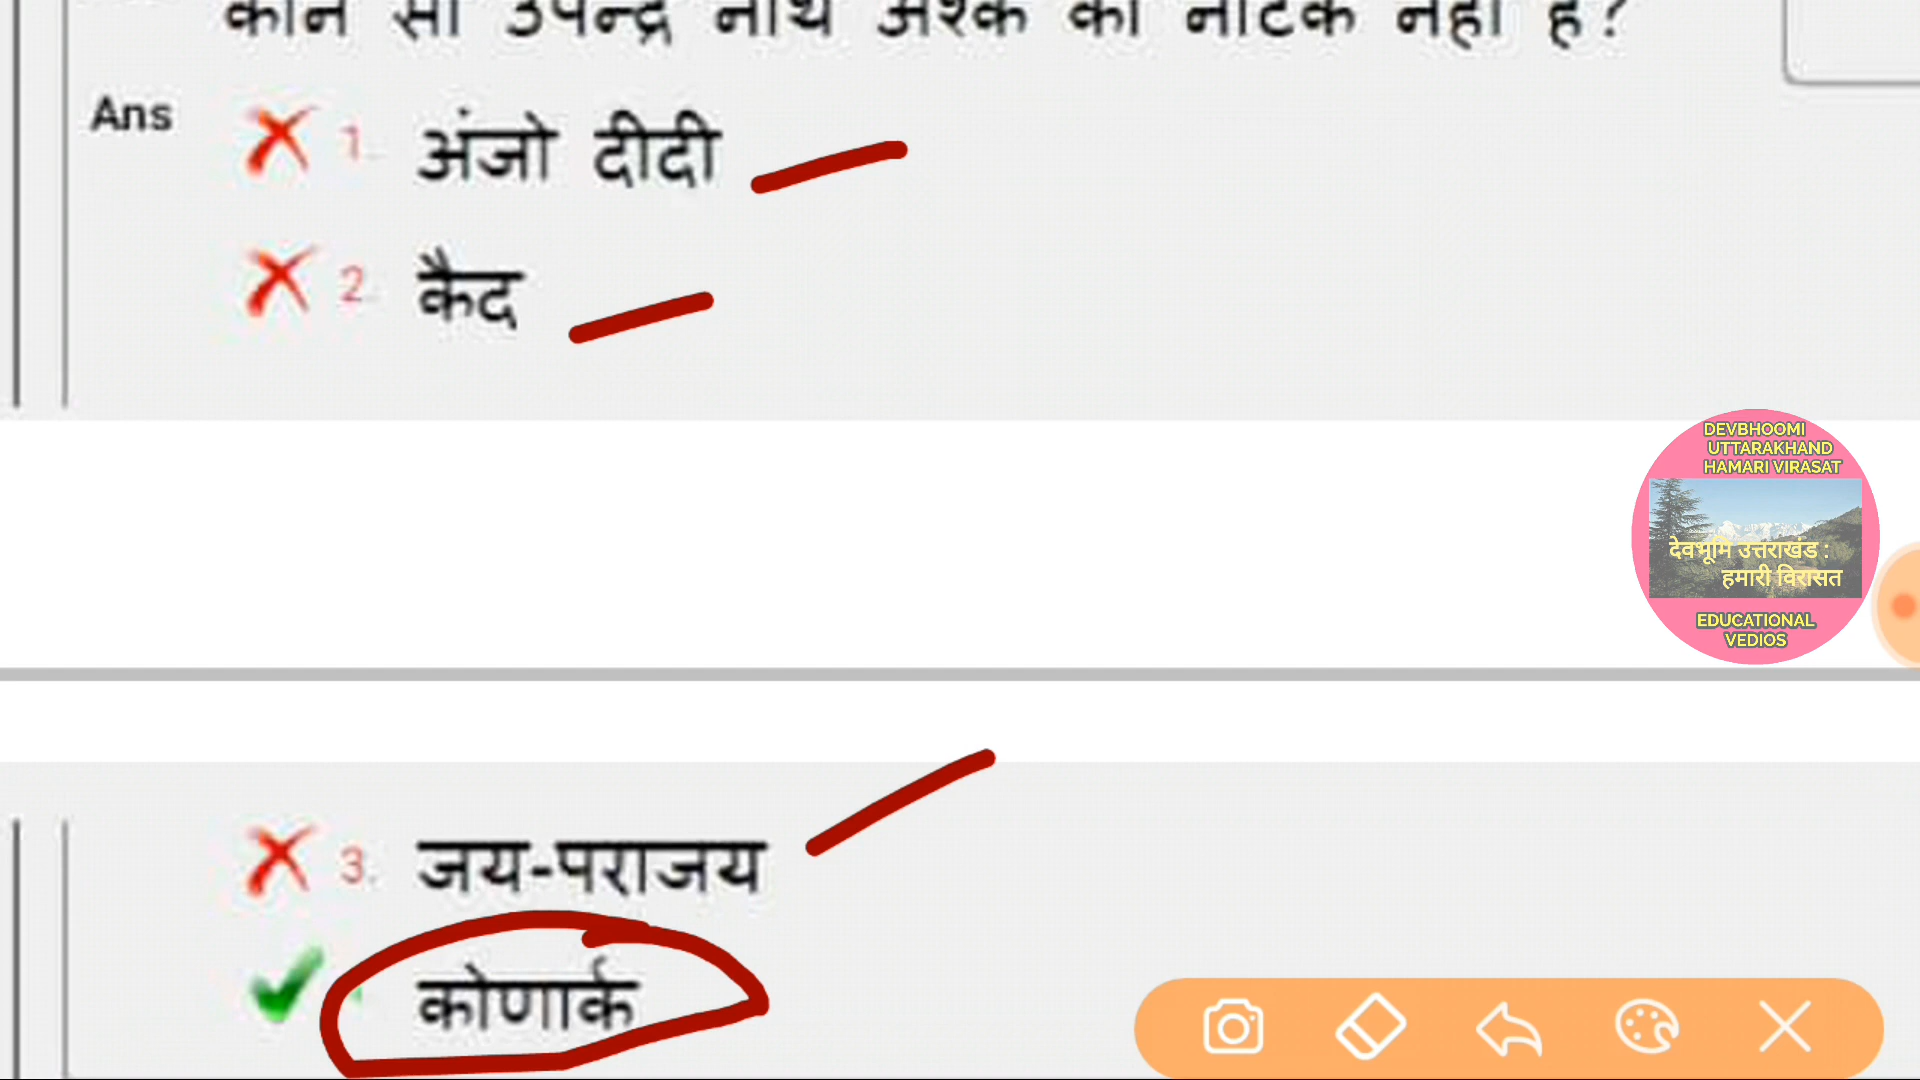 कौन सा उपेन्द्र नाथ अश्क का नाटक नहीं है?
Ans
1. अंजो दीदी
2. कैद
DEVBHOOMI
UTTARAKHAND
HAMARI VIRASAT
देवभूमि उत्तराखंड :
हमारी विरासत
EDUCATIONAL
VEDIOS
3. जय-पराजय
कोणार्क